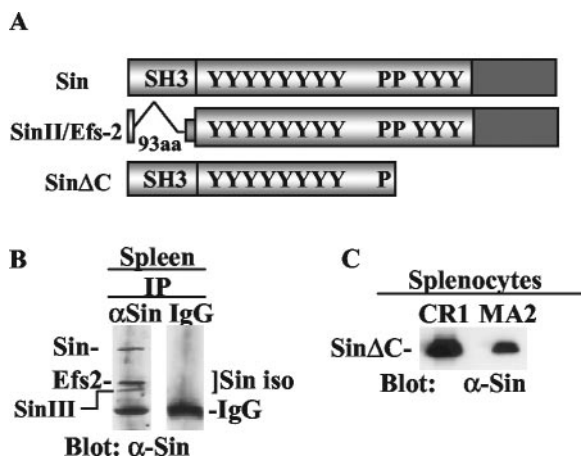 A
Sin SH3 YYYYYYYY PP YYY
SinII/Efs-2 93aa YYYYYYYY PP YYY
SinΔC SH3 YYYYYYYY P
B
Spleen
IP
αSin IgG
Sin-
Efs2- ]Sin iso
SinIII -IgG
Blot: α-Sin
C
Splenocytes
CR1 MA2
SinΔC-
Blot: α-Sin